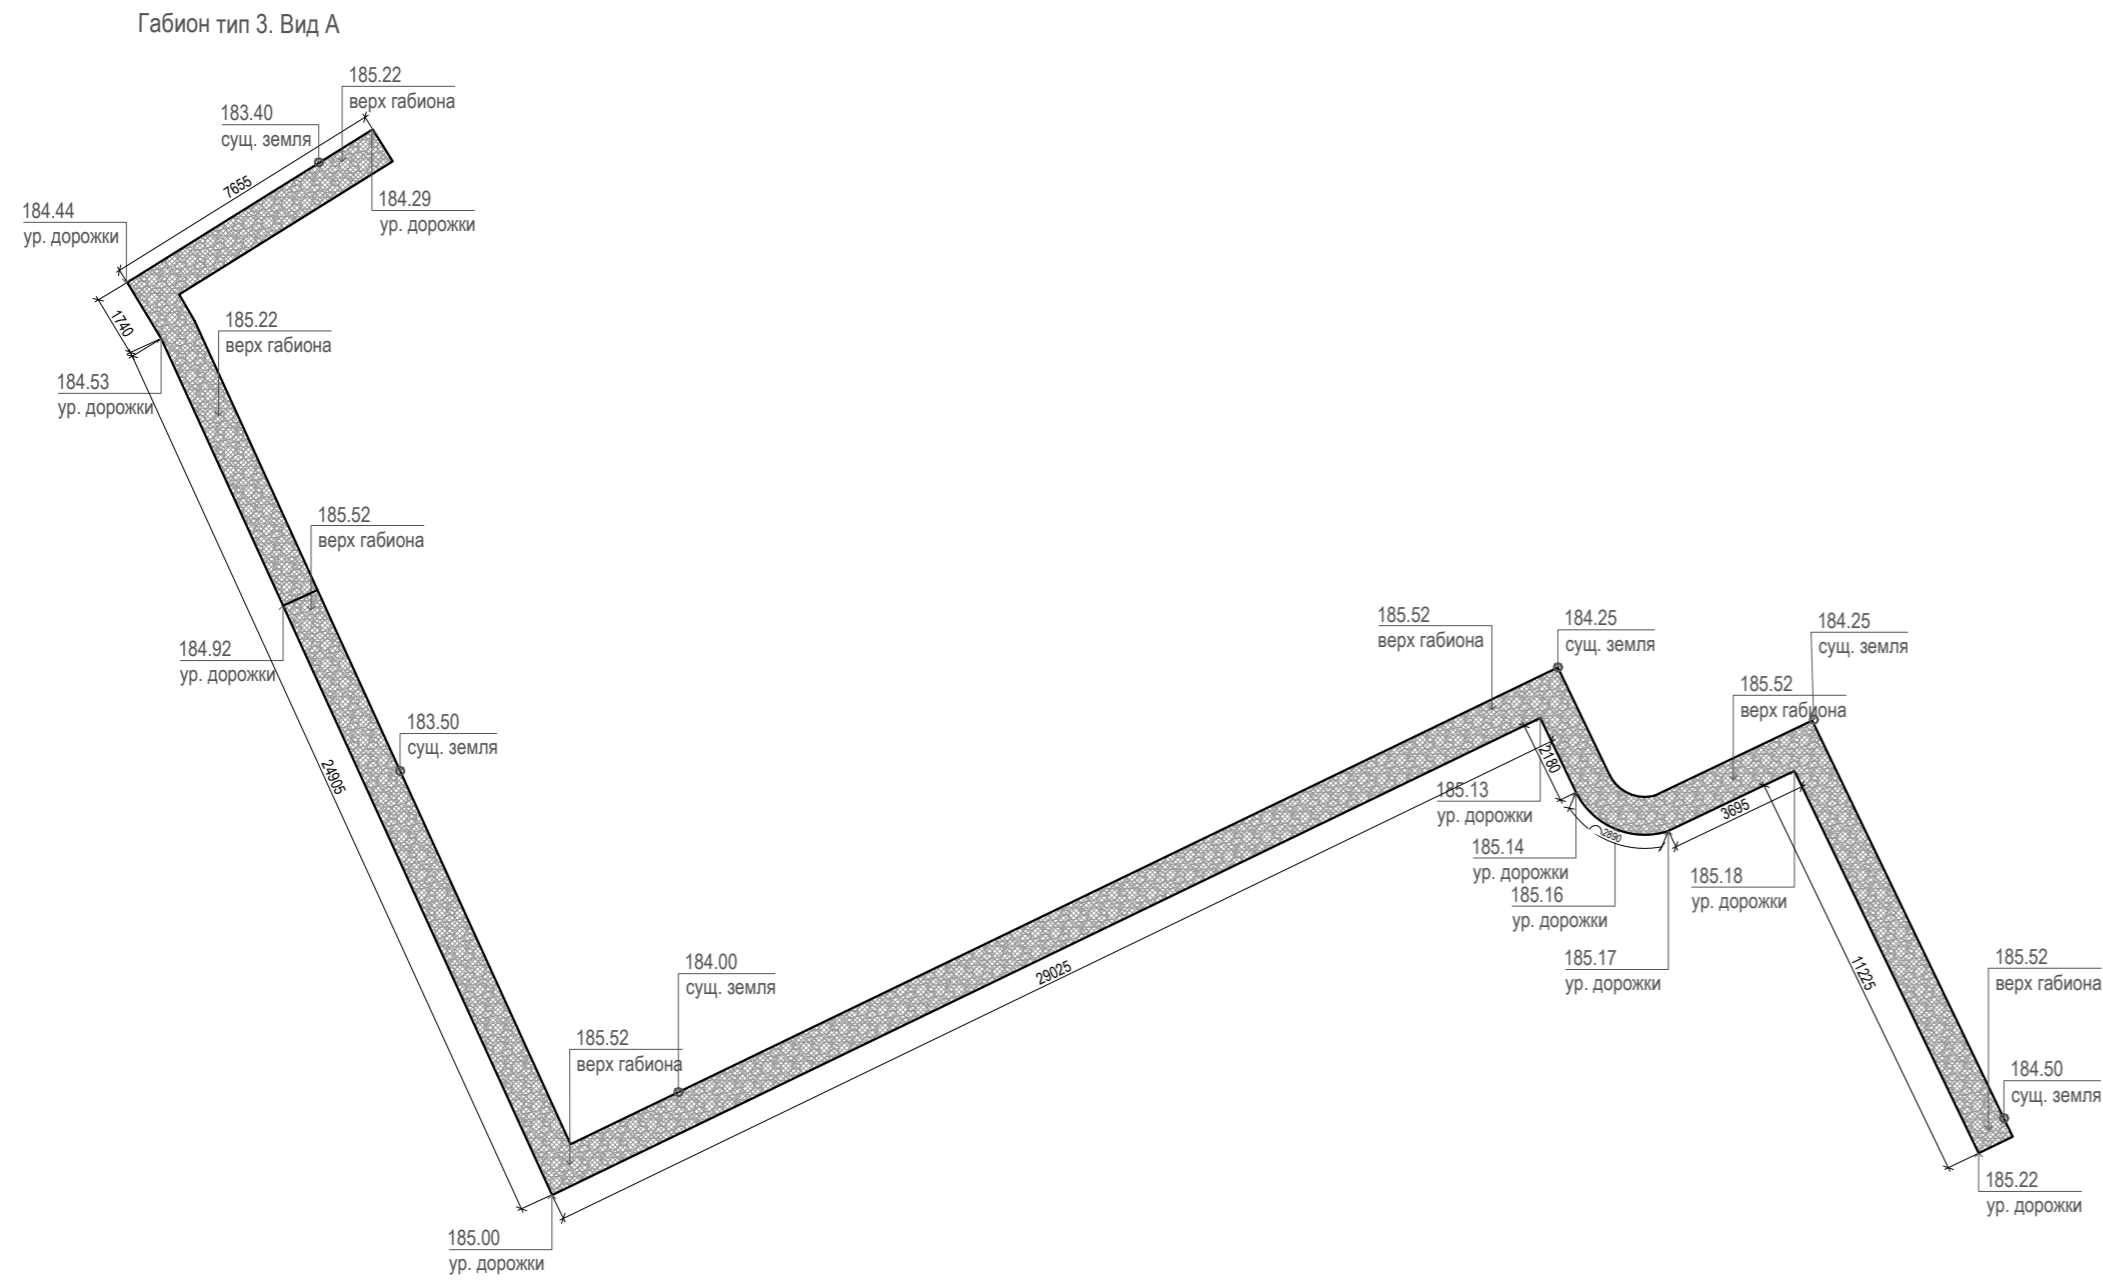 Габион тип 3. Вид А
185.22
верх габиона
183.40
сущ. земля
7655
184.29
ур. дорожки
184.44
ур. дорожки
1740
185.22
верх габиона
184.53
ур. дорожки
185.52
верх габиона
184.92
ур. дорожки
24905
183.50
сущ. земля
185.52
верх габиона
184.25
сущ. земля
184.25
сущ. земля
185.52
верх габиона
2180
185.13
ур. дорожки
3695
2890
185.14
ур. дорожки
185.16
ур. дорожки
185.18
ур. дорожки
185.17
ур. дорожки
11225
184.00
сущ. земля
29025
185.52
верх габиона
185.52
верх габиона
184.50
сущ. земля
185.22
ур. дорожки
185.00
ур. дорожки